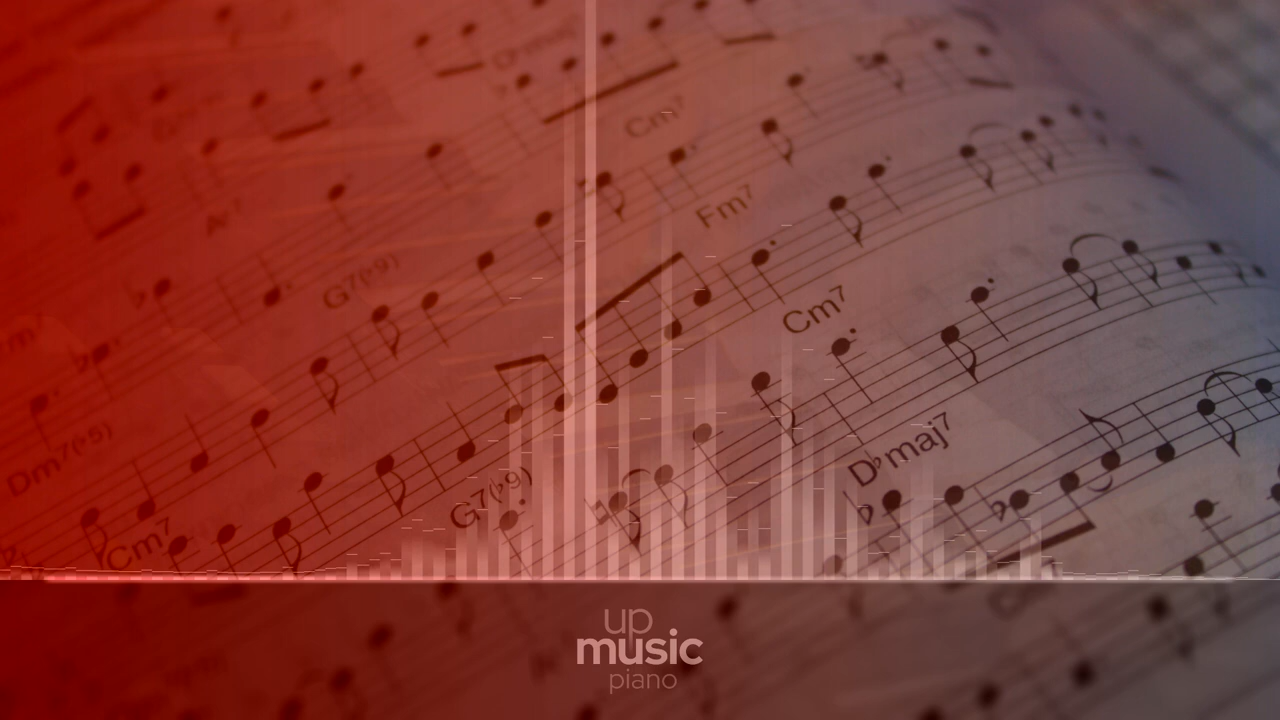 Cm7
Fm7
G7(♭9)
Cm7
Dm7(♭5)
D♭maj7
G7(♭9)
Cm7
up
music
piano